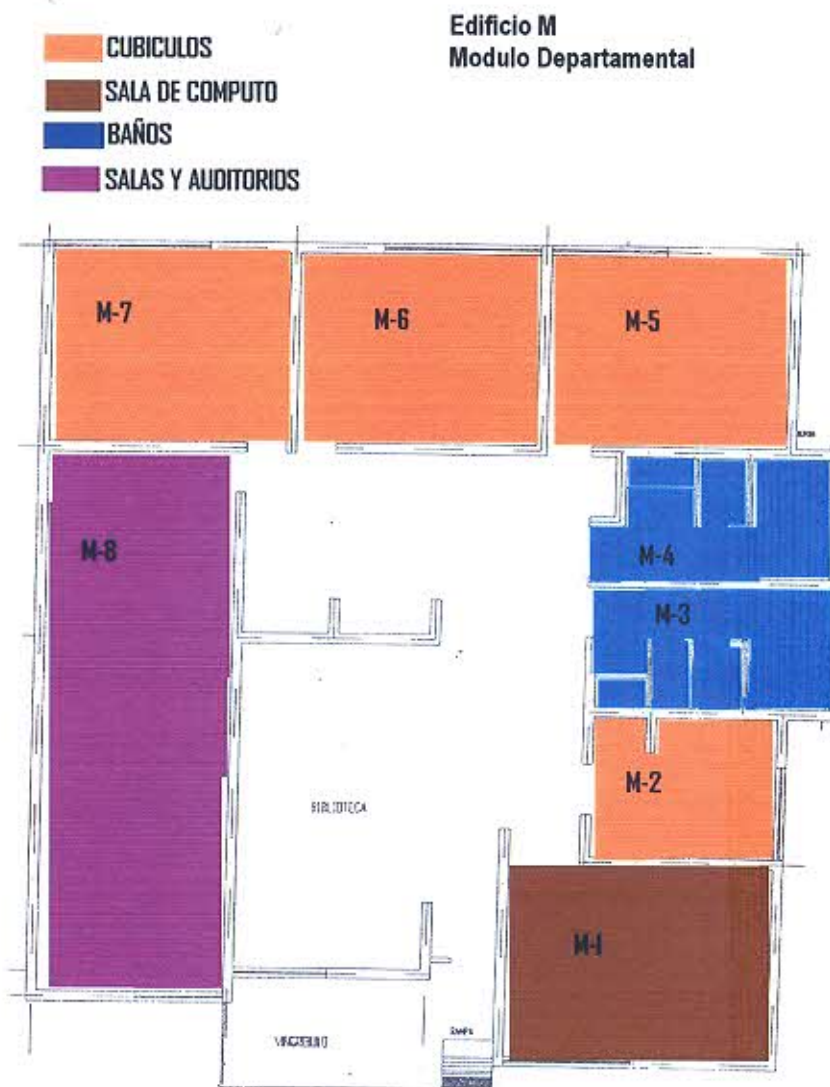 Edificio M
Modulo Departamental
CUBICULOS
SALA DE COMPUTO
BAÑOS
SALAS Y AUDITORIOS
M-7
M-6
M-5
M-8
M-4
M-3
M-2
BIBLIOTECA
M-1
RAMPA